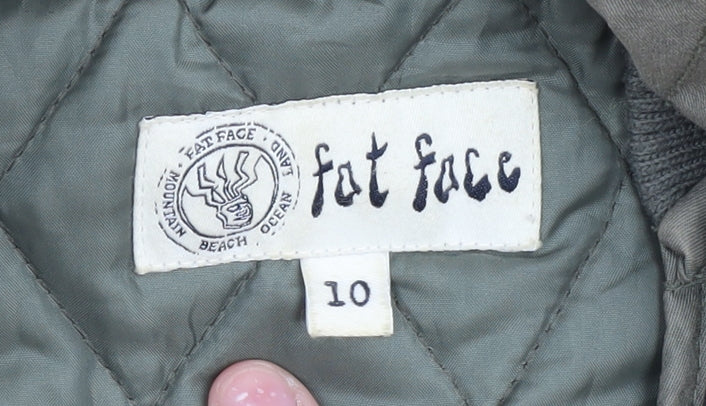 FAT FACE · LAND · OCEAN · BEACH · MOUNTAIN ·
fat face
10